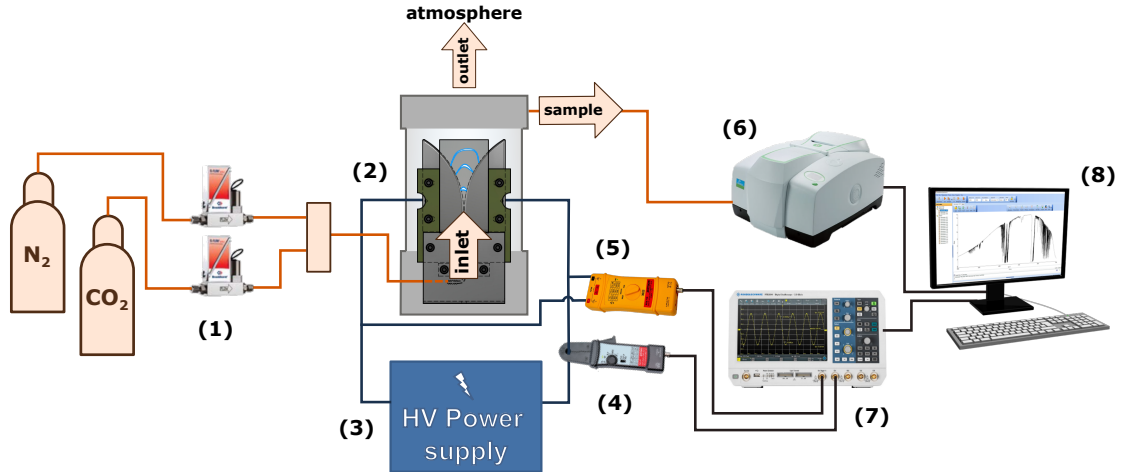 atmosphere
outlet
sample
(6)
(2)
(8)
N2
inlet
(5)
CO2
(1)
HV Power
supply
(3)
(4)
(7)